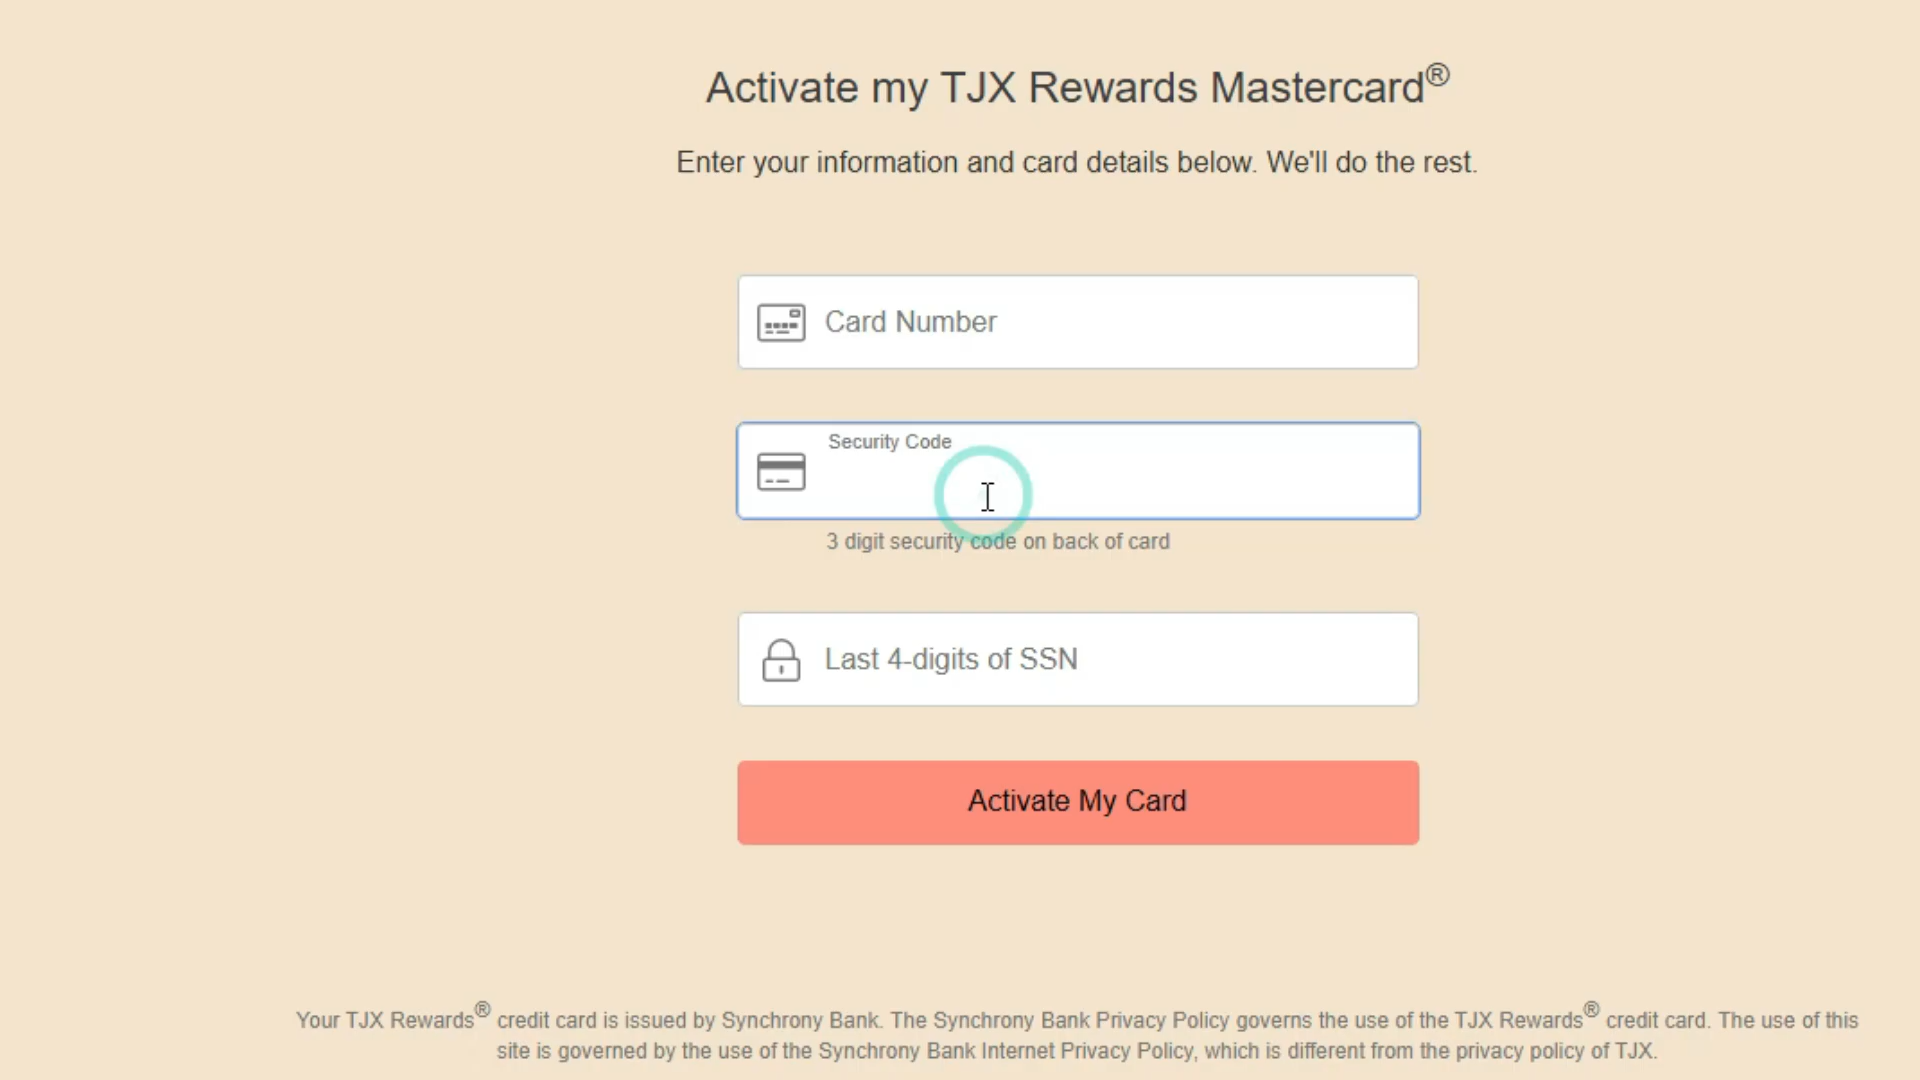 Activate my TJX Rewards Mastercard®
Enter your information and card details below. We'll do the rest.
Card Number
Security Code
3 digit security code on back of card
Last 4-digits of SSN
Activate My Card
Your TJX Rewards® credit card is issued by Synchrony Bank. The Synchrony Bank Privacy Policy governs the use of the TJX Rewards® credit card. The use of this
site is governed by the use of the Synchrony Bank Internet Privacy Policy, which is different from the privacy policy of TJX.